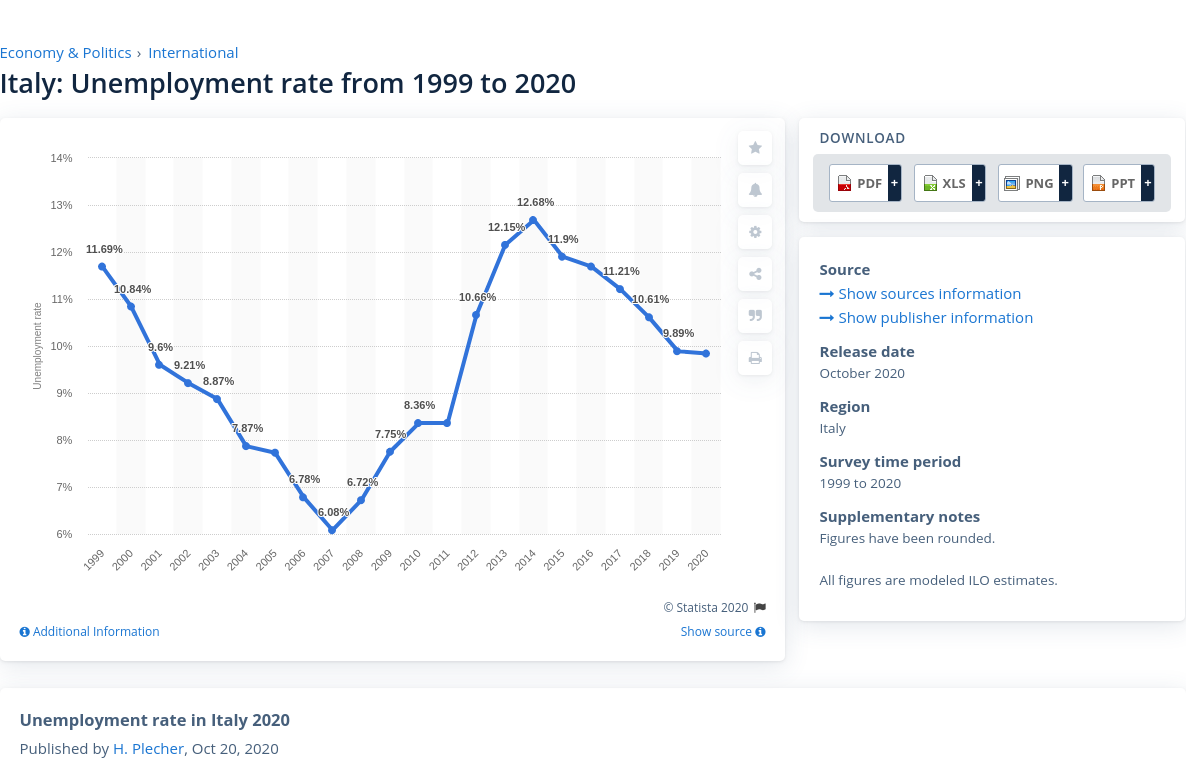 Economy & Politics › International
Italy: Unemployment rate from 1999 to 2020
14%
13%
12%
11%
10%
9%
8%
7%
6%
Unemployment rate
11.69%
10.84%
9.6%
9.21%
8.87%
7.87%
6.78%
6.08%
6.72%
7.75%
8.36%
10.66%
12.15%
12.68%
11.9%
11.21%
10.61%
9.89%
1999
2000
2001
2002
2003
2004
2005
2006
2007
2008
2009
2010
2011
2012
2013
2014
2015
2016
2017
2018
2019
2020
© Statista 2020
Additional Information
Show source
DOWNLOAD
PDF + XLS + PNG + PPT +
Source
Show sources information
Show publisher information
Release date
October 2020
Region
Italy
Survey time period
1999 to 2020
Supplementary notes
Figures have been rounded.
All figures are modeled ILO estimates.
Unemployment rate in Italy 2020
Published by H. Plecher, Oct 20, 2020